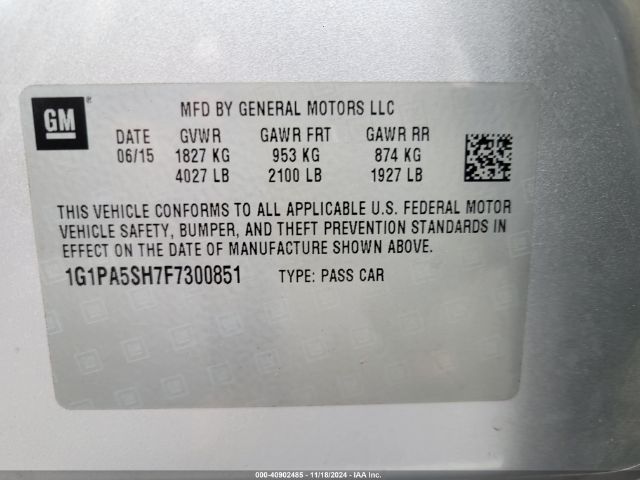 GM®
MFD BY GENERAL MOTORS LLC
DATE GVWR GAWR FRT GAWR RR
06/15 1827 KG 953 KG 874 KG
4027 LB 2100 LB 1927 LB
THIS VEHICLE CONFORMS TO ALL APPLICABLE U.S. FEDERAL MOTOR
VEHICLE SAFETY, BUMPER, AND THEFT PREVENTION STANDARDS IN
EFFECT ON THE DATE OF MANUFACTURE SHOWN ABOVE.
1G1PA5SH7F7300851 TYPE: PASS CAR
000-40902485 - 11/18/2024 - IAA Inc.